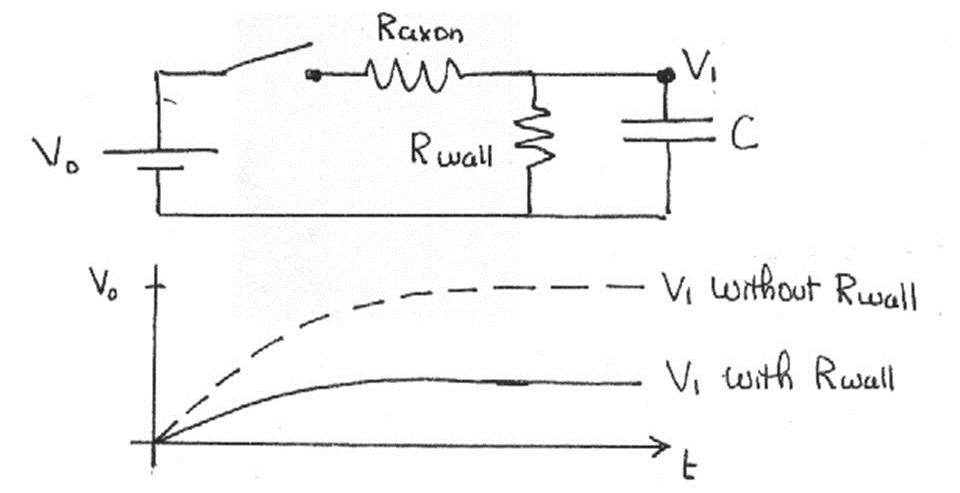 Raxon
V₁
V₀
Rwall
C
V₀
V₁ without Rwall
V₁ with Rwall
t